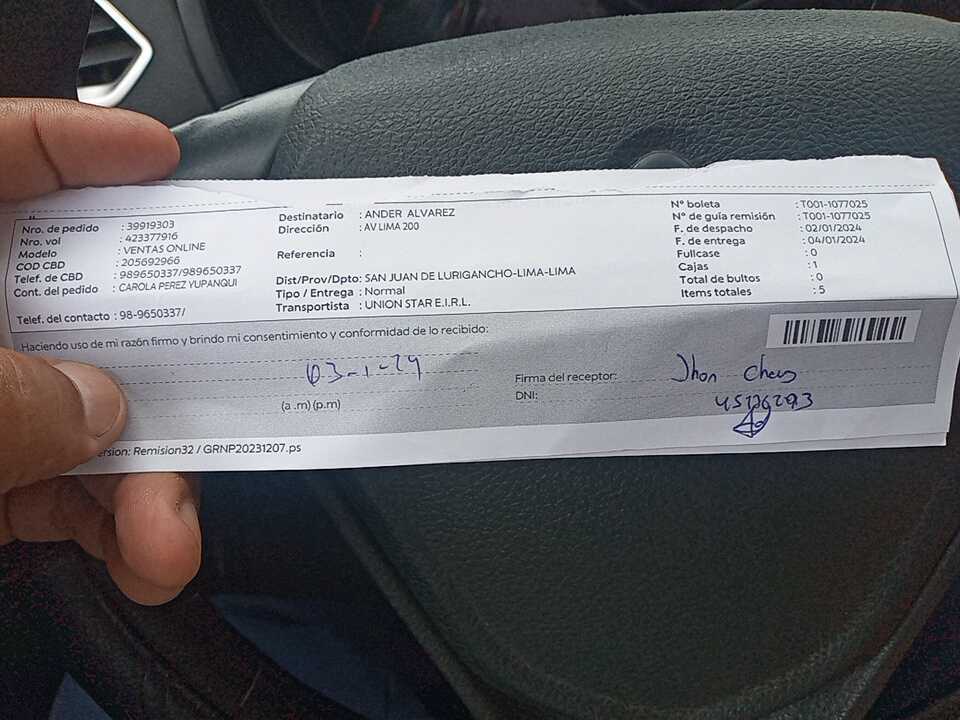 Nro. de pedido : 39919303
Nro. vol : 423377916
Modelo : VENTAS ONLINE
COD CBD : 205692966
Telef. de CBD : 989650337/989650337
Cont. del pedido : CAROLA PEREZ YUPANQUI
Telef. del contacto : 98-9650337/
Destinatario : ANDER ALVAREZ
Dirección : AV LIMA 200
Referencia :
Dist/Prov/Dpto: SAN JUAN DE LURIGANCHO-LIMA-LIMA
Tipo / Entrega : Normal
Transportista : UNION STAR E.I.R.L.
N° boleta : T001-1077025
N° de guía remisión : T001-1077025
F. de despacho : 02/01/2024
F. de entrega : 04/01/2024
Fullcase : 0
Cajas : 1
Total de bultos : 0
Items totales : 5
Haciendo uso de mi razón firmo y brindo mi consentimiento y conformidad de lo recibido:
03-1-24
(a .m) (p.m)
Firma del receptor: Jhon
DNI:
ersion: Remision32 / GRNP20231207.ps